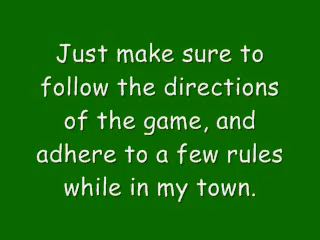 Just make sure to
follow the directions
of the game, and
adhere to a few rules
while in my town.